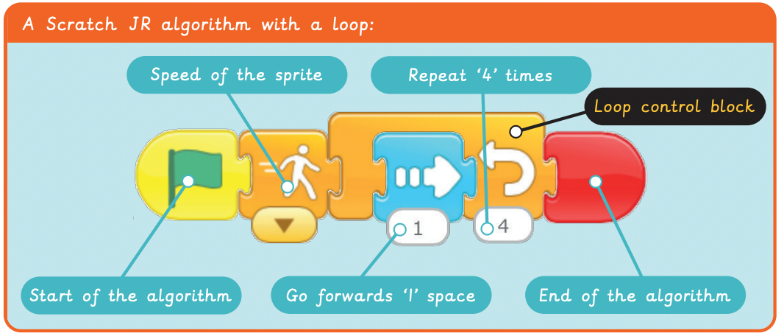 A Scratch JR algorithm with a loop:
Speed of the sprite
Repeat ‘4’ times
Loop control block
1
4
Start of the algorithm
Go forwards ‘1’ space
End of the algorithm